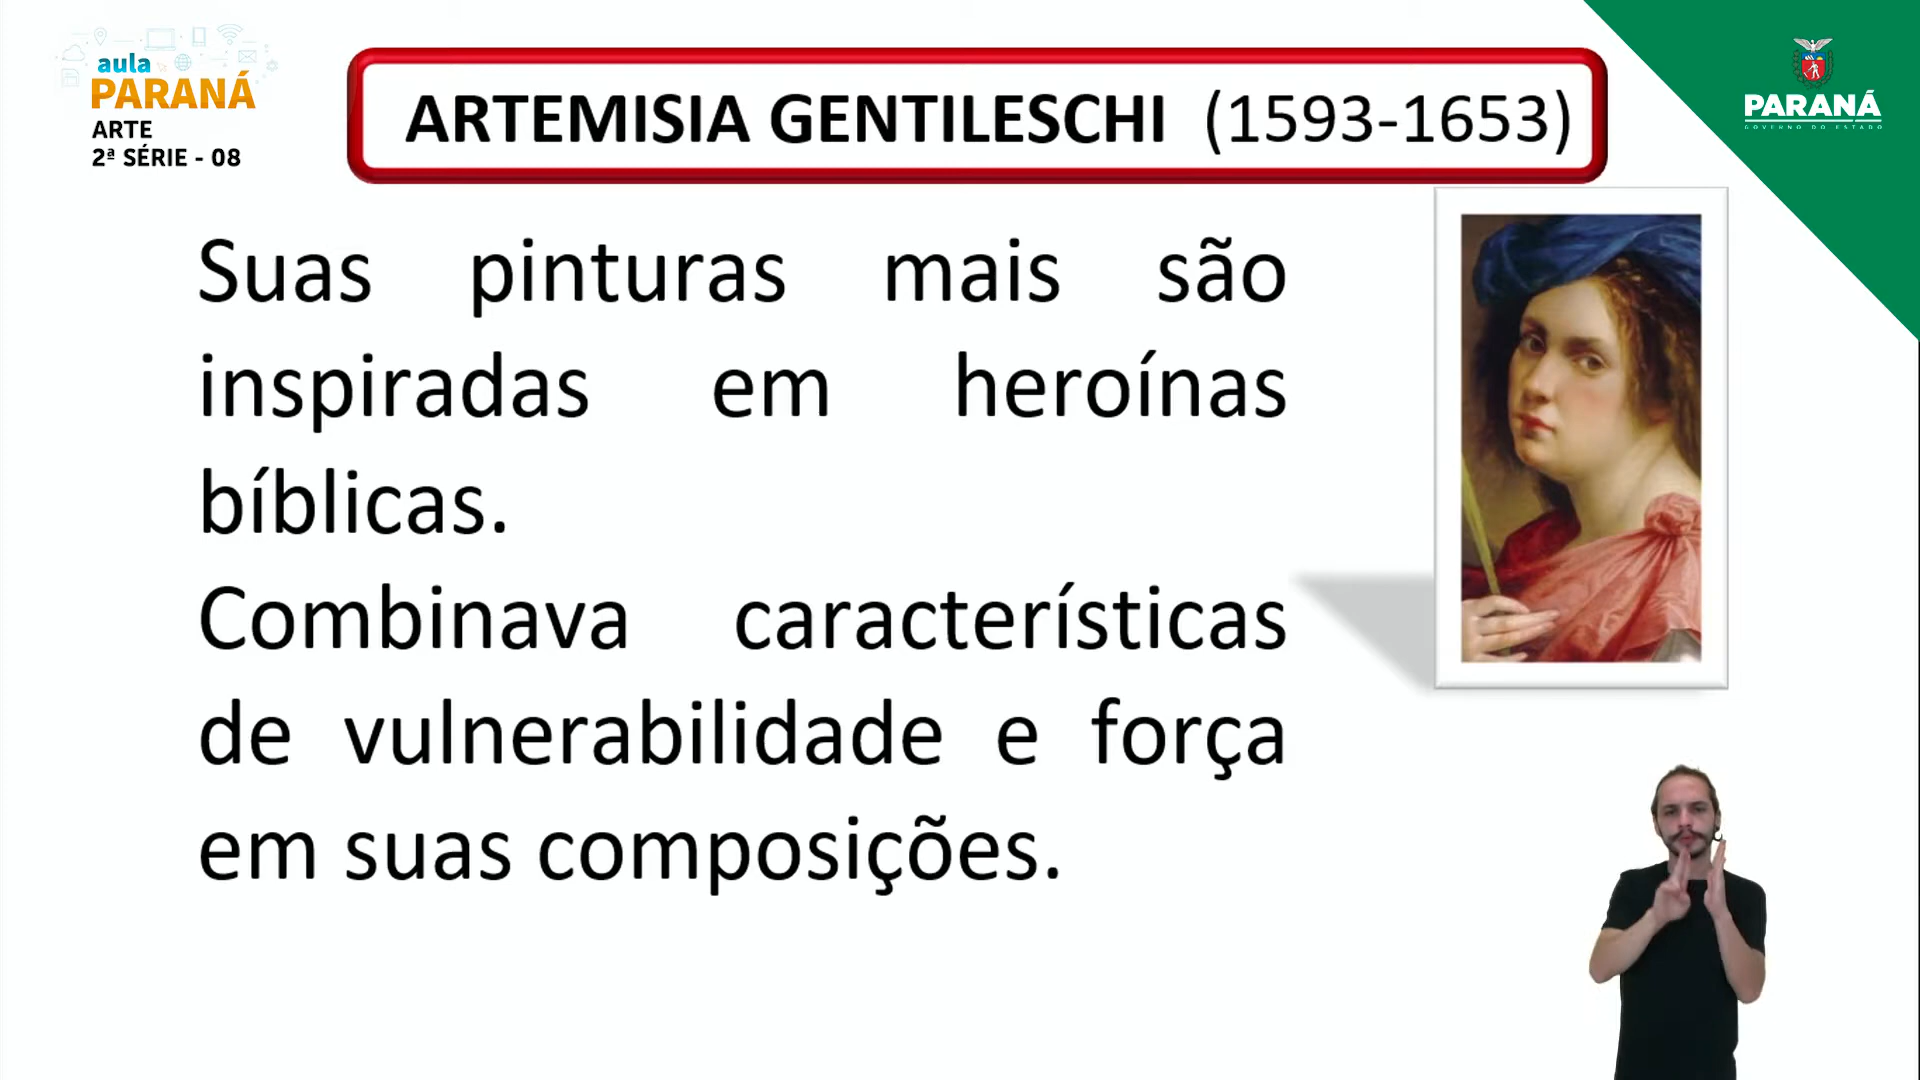 aula
PARANÁ
ARTE
2ª SÉRIE - 08
ARTEMISIA GENTILESCHI (1593-1653)
PARANÁ
GOVERNO DO ESTADO
Suas pinturas mais são
inspiradas em heroínas
bíblicas.
Combinava características
de vulnerabilidade e força
em suas composições.